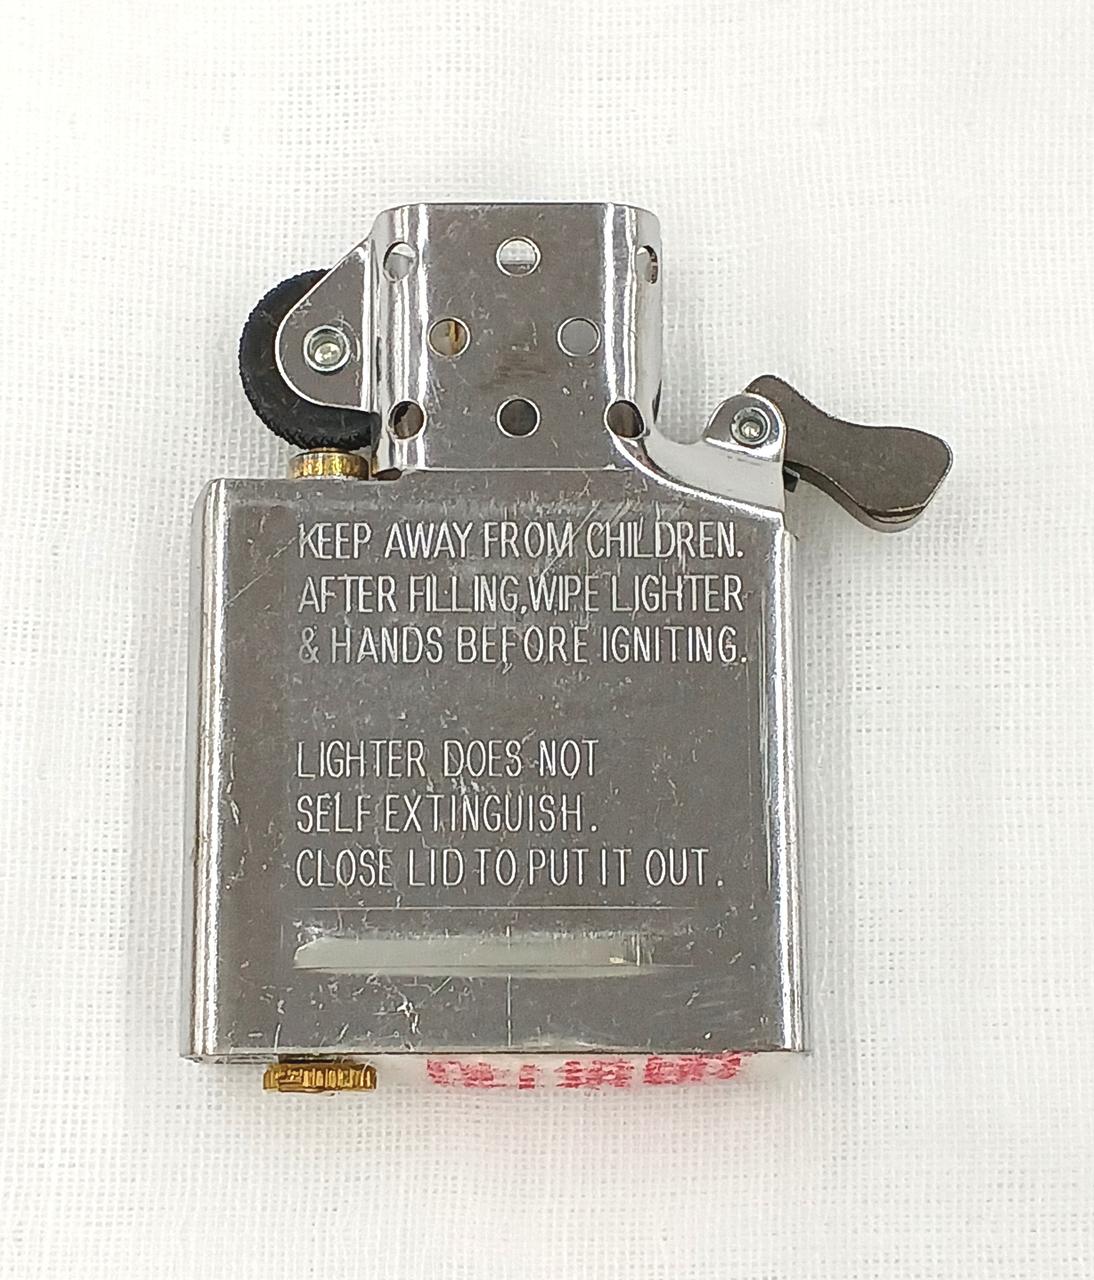 KEEP AWAY FROM CHILDREN.
AFTER FILLING,WIPE LIGHTER
& HANDS BEFORE IGNITING.
LIGHTER DOES NOT
SELF EXTINGUISH.
CLOSE LID TO PUT IT OUT.